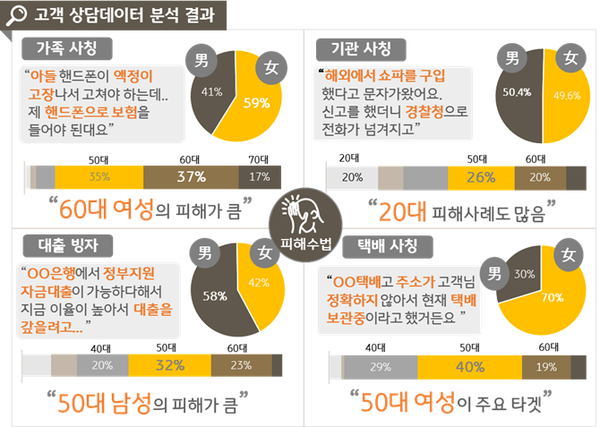 고객 상담데이터 분석 결과
가족 사칭
“아들 핸드폰이 액정이
고장나서 고쳐야 하는데..
제 핸드폰으로 보험을
들어야 된대요”
男
女
41%
59%
50대
60대
70대
35%
37%
17%
“60대 여성의 피해가 큼”
기관 사칭
“해외에서 쇼파를 구입
했다고 문자가왔어요.
신고를 했더니 경찰청으로
전화가 넘겨지고”
男
女
50.4%
49.6%
20대
50대
60대
20%
26%
20%
“20대 피해사례도 많음”
피해수법
대출 빙자
“OO은행에서 정부지원
자금대출이 가능하다해서
지금 이율이 높아서 대출을
갚을려고...”
男
女
58%
42%
40대
50대
60대
20%
32%
23%
“50대 남성의 피해가 큼”
택배 사칭
“OO택배고 주소가 고객님
정확하지 않아서 현재 택배
보관중이라고 했거든요 ”
男
女
30%
70%
40대
50대
60대
29%
40%
19%
“50대 여성이 주요 타겟”